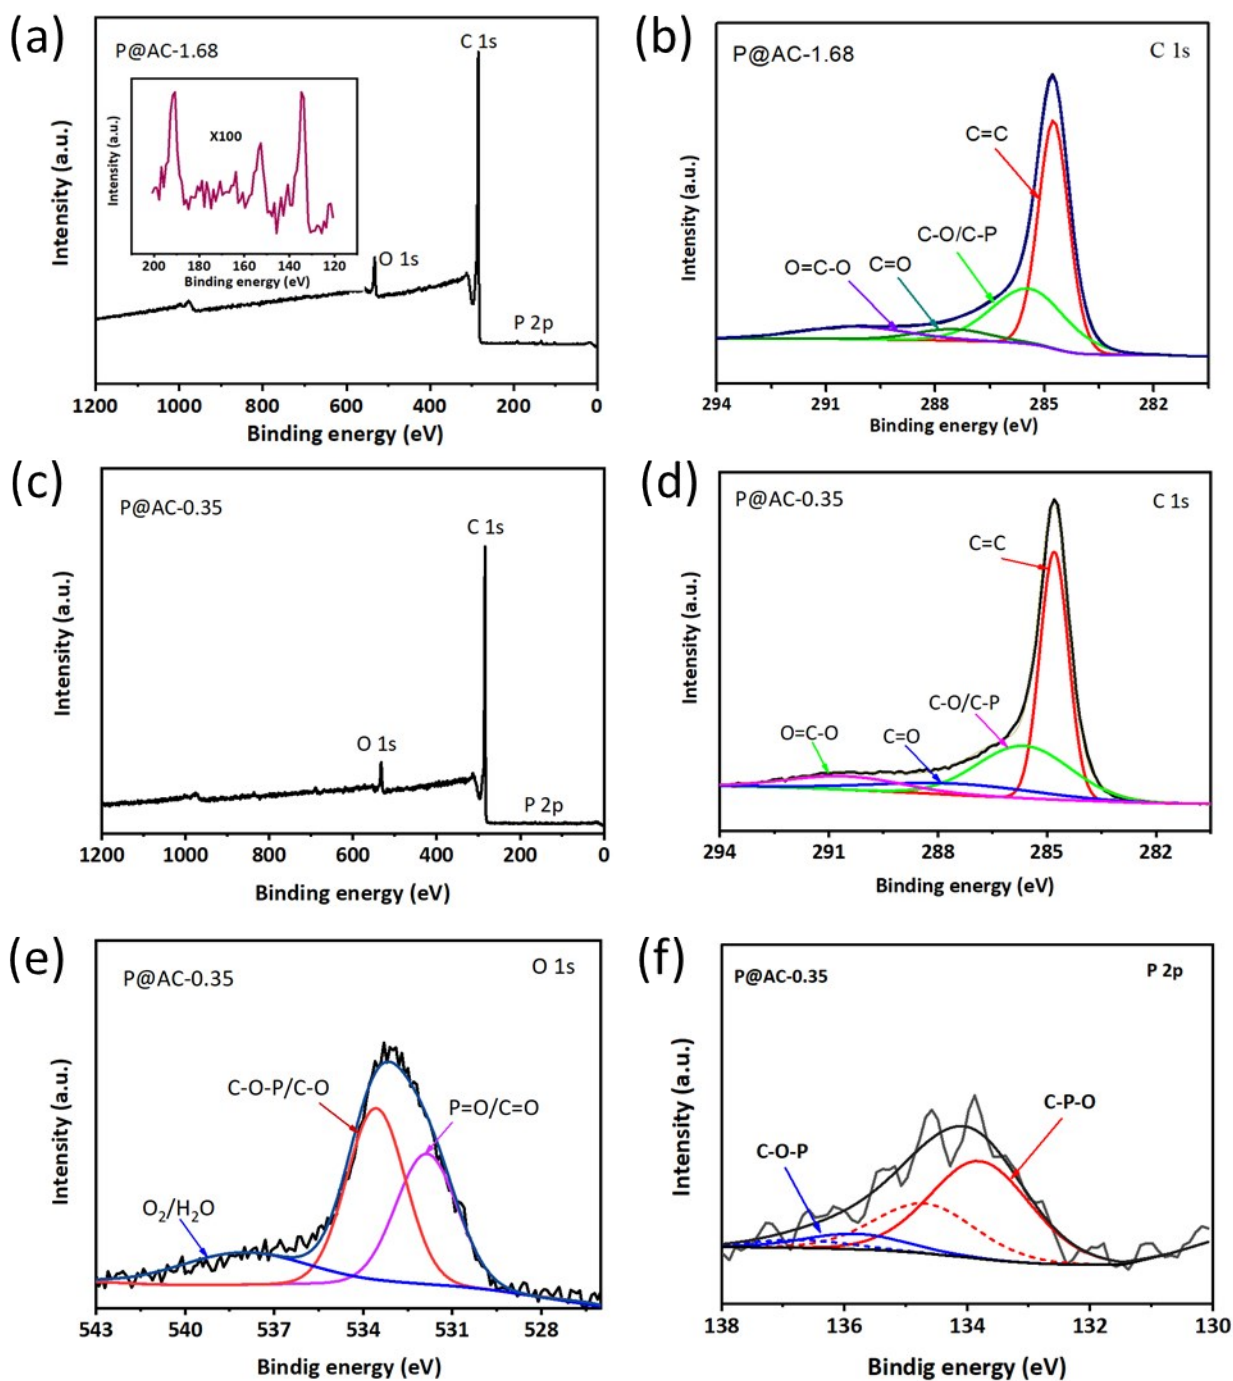 (a)
P@AC-1.68
C 1s
X100
Intensity (a.u.)
200 180 160 140 120
Binding energy (eV)
O 1s
P 2p
Intensity (a.u.)
1200 1000 800 600 400 200 0
Binding energy (eV)
(b)
P@AC-1.68
C 1s
C=C
C-O/C-P
C=O
O=C-O
Intensity (a.u.)
294 291 288 285 282
Binding energy (eV)
(c)
P@AC-0.35
C 1s
O 1s
P 2p
Intensity (a.u.)
1200 1000 800 600 400 200 0
Binding energy (eV)
(d)
P@AC-0.35
C 1s
C=C
C-O/C-P
O=C-O
C=O
Intensity (a.u.)
294 291 288 285 282
Binding energy (eV)
(e)
P@AC-0.35
O 1s
C-O-P/C-O
P=O/C=O
O₂/H₂O
Intensity (a.u.)
543 540 537 534 531 528
Bindig energy (eV)
(f)
P@AC-0.35
P 2p
C-P-O
C-O-P
Intensity (a.u.)
138 136 134 132 130
Bindig energy (eV)